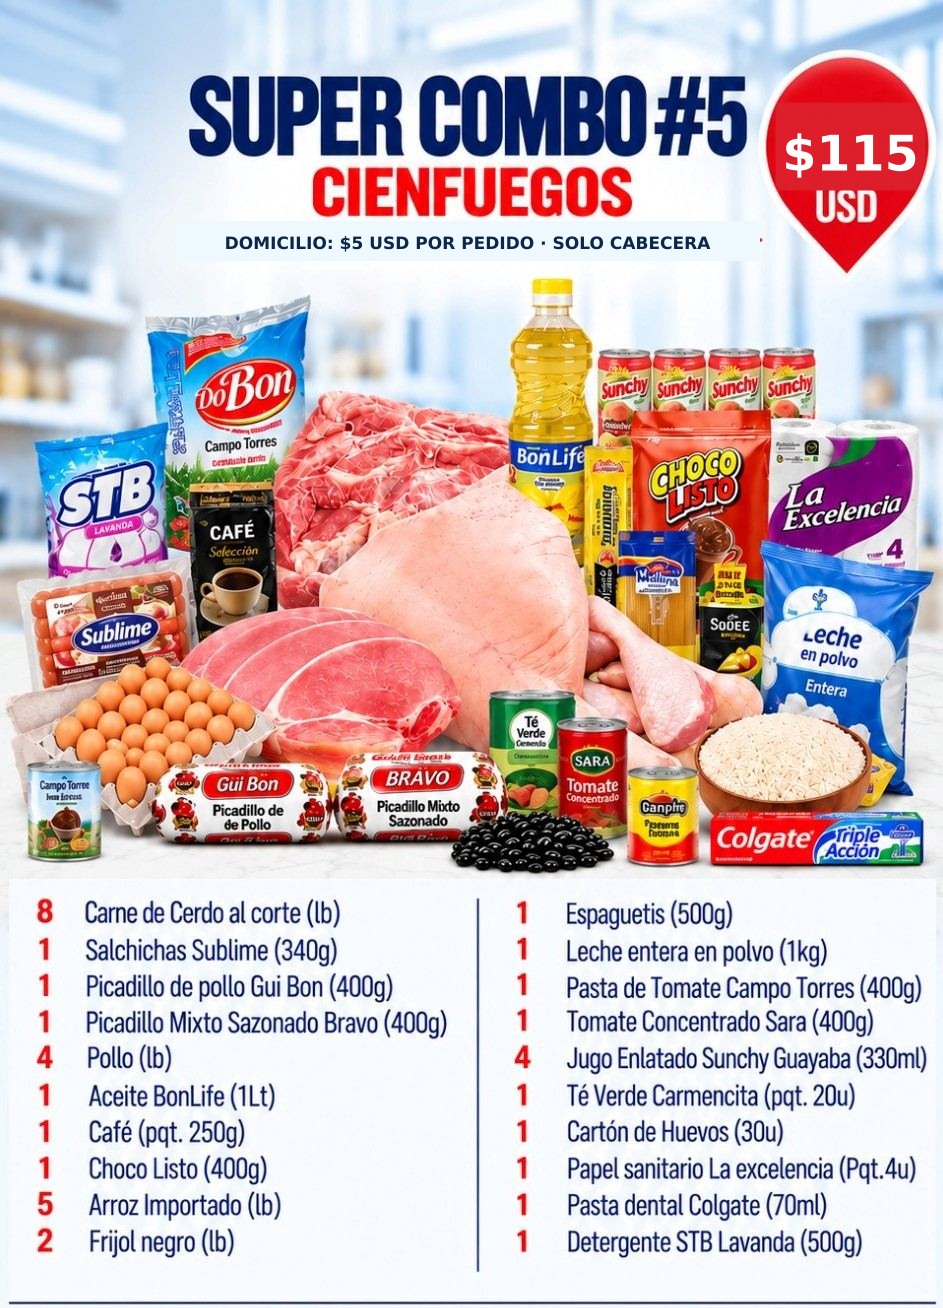 SUPER COMBO #5
$115
USD
CIENFUEGOS
DOMICILIO: $5 USD POR PEDIDO · SOLO CABECERA
DoBon
Campo Torres
STB
LAVANDA
CAFÉ
Selección
Sublime
BonLife
Sunchy
Sunchy
Sunchy
Sunchy
CHOCO
LISTO
La
Excelencia
4
Leche
en polvo
Entera
Té
Verde
SARA
Tomate
Concentrado
Campo Torree
Güi Bon
Picadillo de
de Pollo
BRAVO
Picadillo Mixto
Sazonado
SODEE
Colgate
Triple
Acción
8 Carne de Cerdo al corte (lb)
1 Salchichas Sublime (340g)
1 Picadillo de pollo Gui Bon (400g)
1 Picadillo Mixto Sazonado Bravo (400g)
4 Pollo (lb)
1 Aceite BonLife (1Lt)
1 Café (pqt. 250g)
1 Choco Listo (400g)
5 Arroz Importado (lb)
2 Frijol negro (lb)
1 Espaguetis (500g)
1 Leche entera en polvo (1kg)
1 Pasta de Tomate Campo Torres (400g)
1 Tomate Concentrado Sara (400g)
4 Jugo Enlatado Sunchy Guayaba (330ml)
1 Té Verde Carmencita (pqt. 20u)
1 Cartón de Huevos (30u)
1 Papel sanitario La excelencia (Pqt.4u)
1 Pasta dental Colgate (70ml)
1 Detergente STB Lavanda (500g)